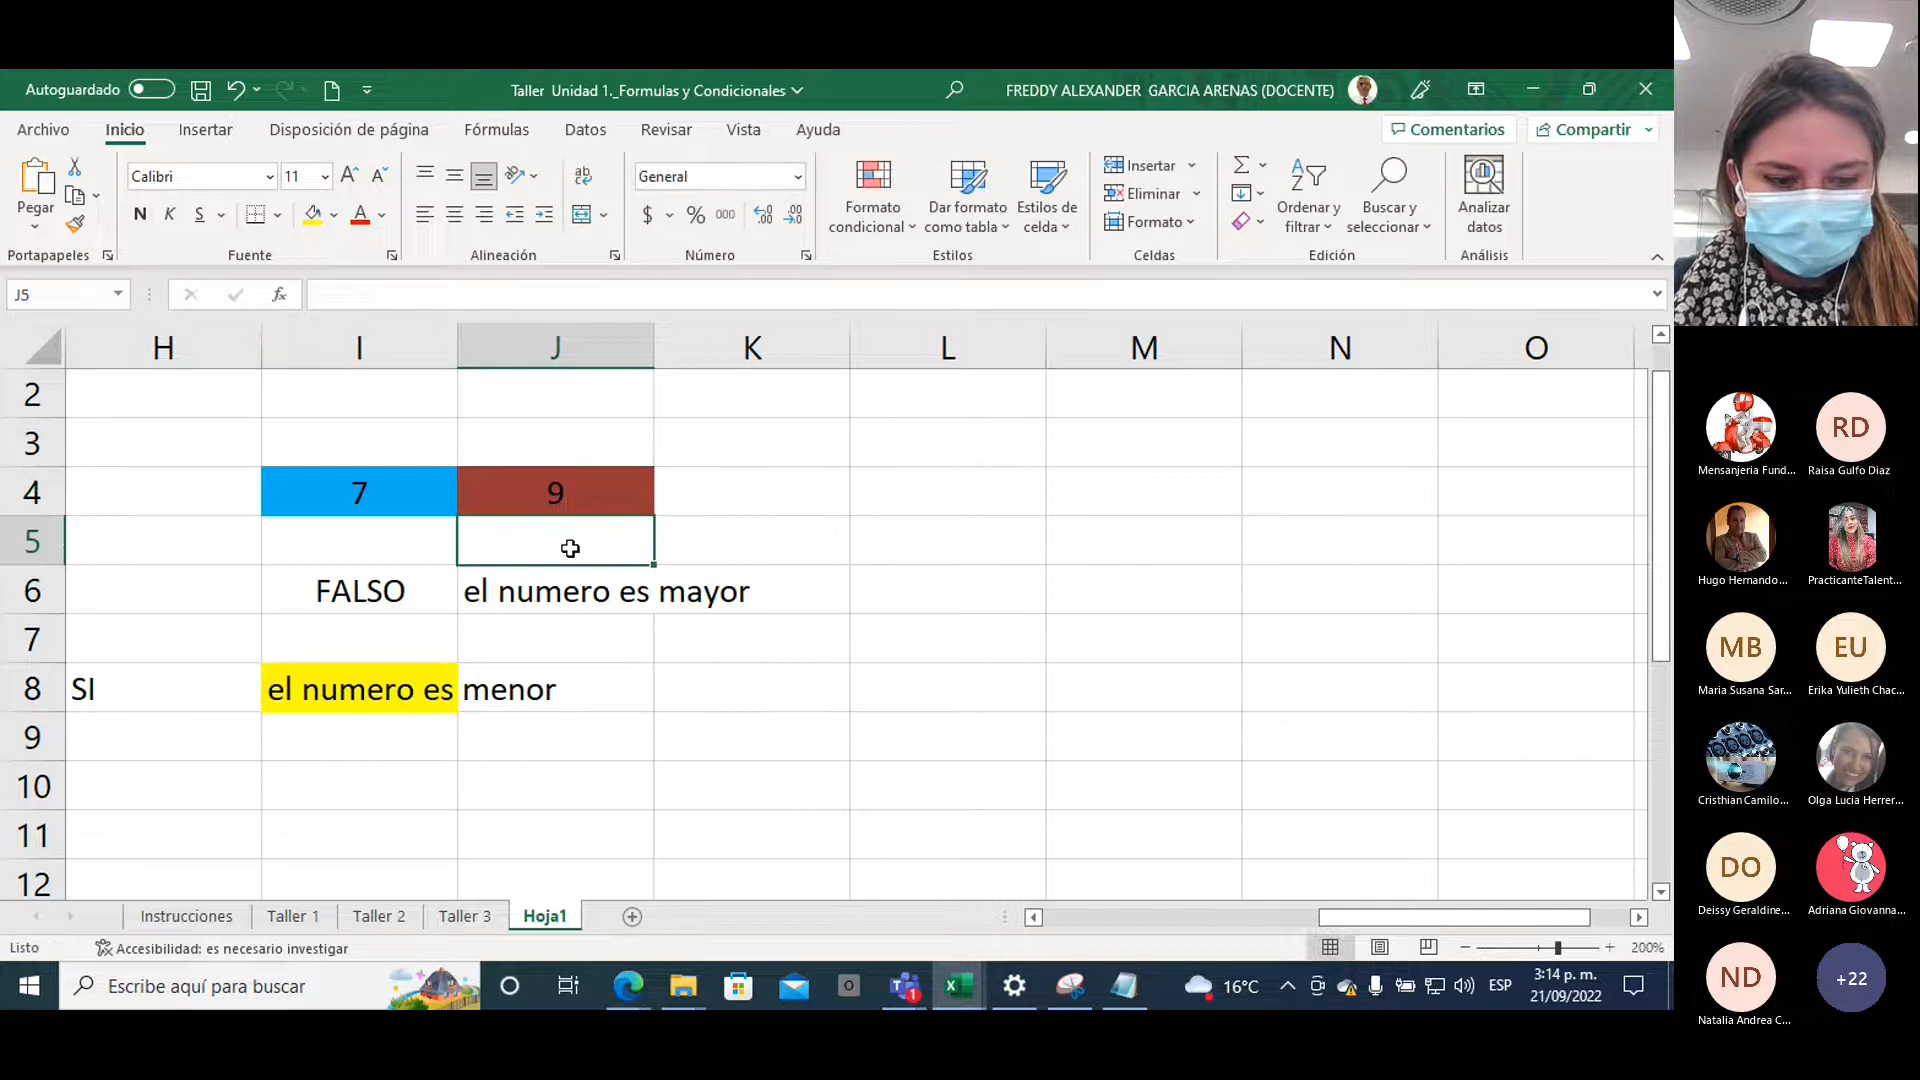 Autoguardado
Taller Unidad 1._Formulas y Condicionales
FREDDY ALEXANDER GARCIA ARENAS (DOCENTE)
Archivo Inicio Insertar Disposición de página Fórmulas Datos Revisar Vista Ayuda
Comentarios Compartir
Pegar
Portapapeles
Calibri 11
N K S
Fuente
Alineación
General
$ % 000
Número
Formato condicional
Dar formato como tabla
Estilos de celda
Estilos
Insertar
Eliminar
Formato
Celdas
Ordenar y filtrar
Buscar y seleccionar
Edición
Analizar datos
Análisis
J5
fx
H I J K L M N O
2
3
4 7 9
5
6 FALSO el numero es mayor
7
8 SI el numero es menor
9
10
11
12
Instrucciones Taller 1 Taller 2 Taller 3 Hoja1
Listo Accesibilidad: es necesario investigar 200%
Escribe aquí para buscar
16°C ESP
3:14 p. m.
21/09/2022
RD
Mensanjeria Fund... Raisa Gulfo Diaz
Hugo Hernando... PracticanteTalent...
MB EU
Maria Susana Sar... Erika Yulieth Chac...
Cristhian Camilo... Olga Lucia Herrer...
DO
Deissy Geraldine... Adriana Giovanna...
ND +22
Natalia Andrea C...